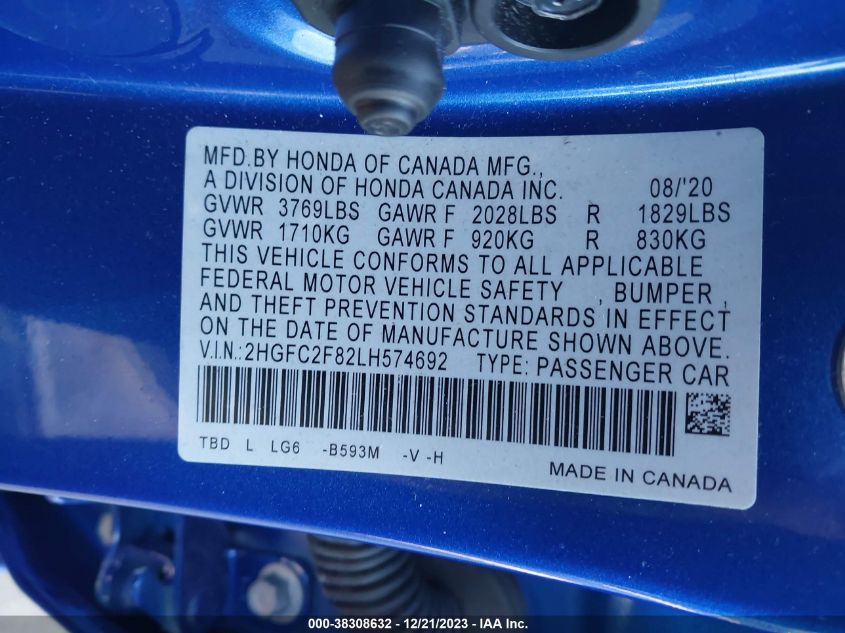 MFD.BY HONDA OF CANADA MFG.,
A DIVISION OF HONDA CANADA INC. 08/'20
GVWR 3769LBS GAWR F 2028LBS R 1829LBS
GVWR 1710KG GAWR F 920KG R 830KG
THIS VEHICLE CONFORMS TO ALL APPLICABLE
FEDERAL MOTOR VEHICLE SAFETY , BUMPER ,
AND THEFT PREVENTION STANDARDS IN EFFECT
ON THE DATE OF MANUFACTURE SHOWN ABOVE.
V.I.N.:2HGFC2F82LH574692 TYPE: PASSENGER CAR
TBD L LG6 -B593M -V -H
MADE IN CANADA
000-38308632 - 12/21/2023 - IAA Inc.